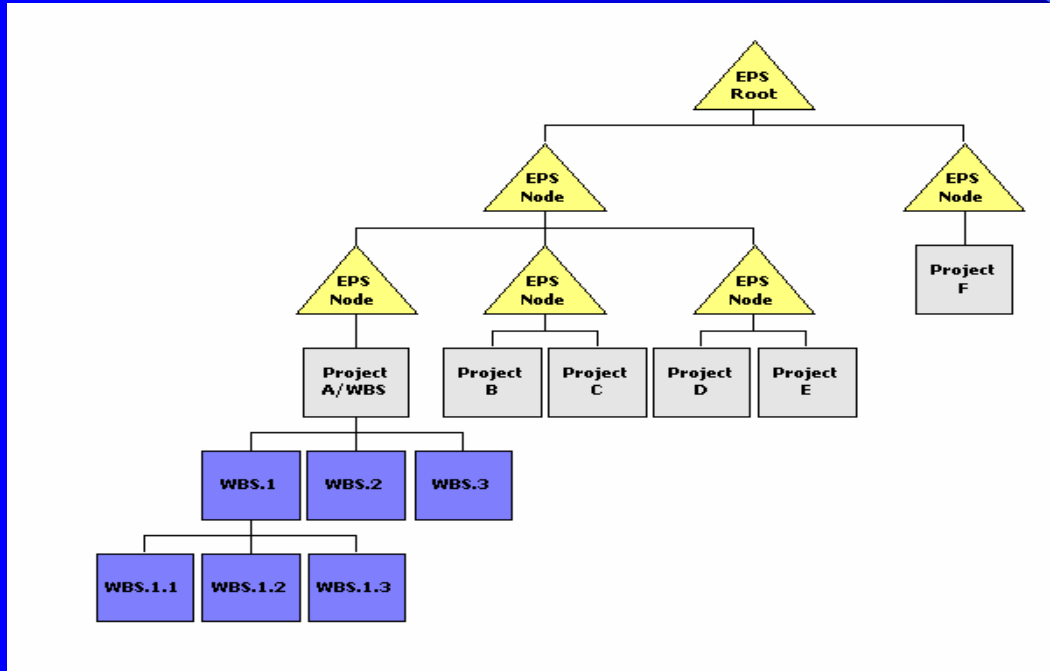 EPS
Root
EPS
Node
EPS
Node
EPS
Node
EPS
Node
EPS
Node
Project
F
Project
A/WBS
Project
B
Project
C
Project
D
Project
E
WBS.1
WBS.2
WBS.3
WBS.1.1
WBS.1.2
WBS.1.3